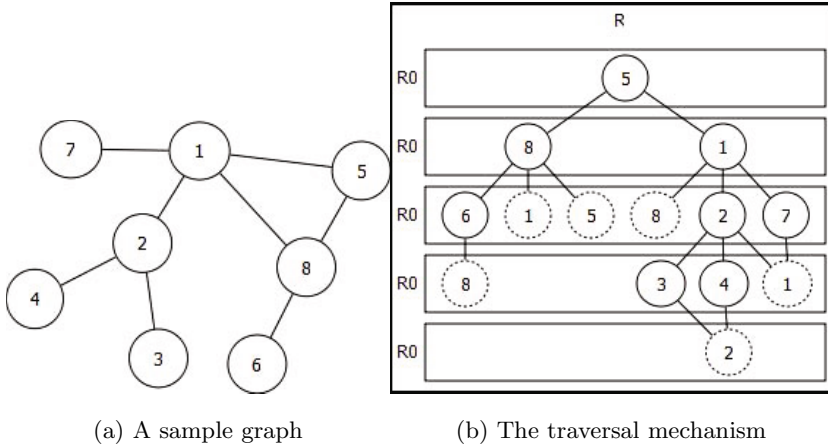 R
R0 5
R0 8 1
R0 6 1 5 8 2 7
R0 8 3 4 1
R0 2
7 1 5
2 8
4 3 6
(a) A sample graph
(b) The traversal mechanism